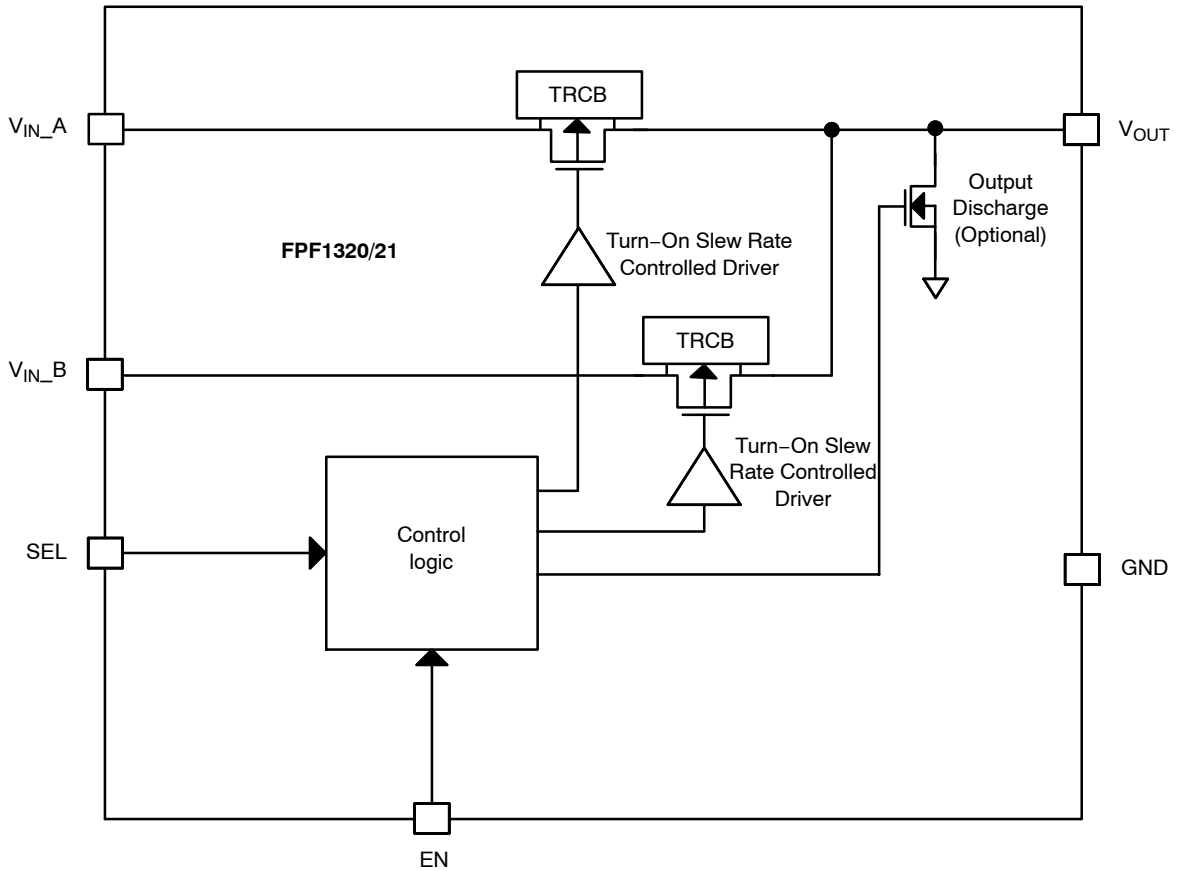 TRCB
V_IN_A
V_OUT
Output
Discharge
(Optional)
FPF1320/21
Turn−On Slew Rate
Controlled Driver
TRCB
V_IN_B
Turn−On Slew
Rate Controlled
Driver
Control
logic
SEL
GND
EN